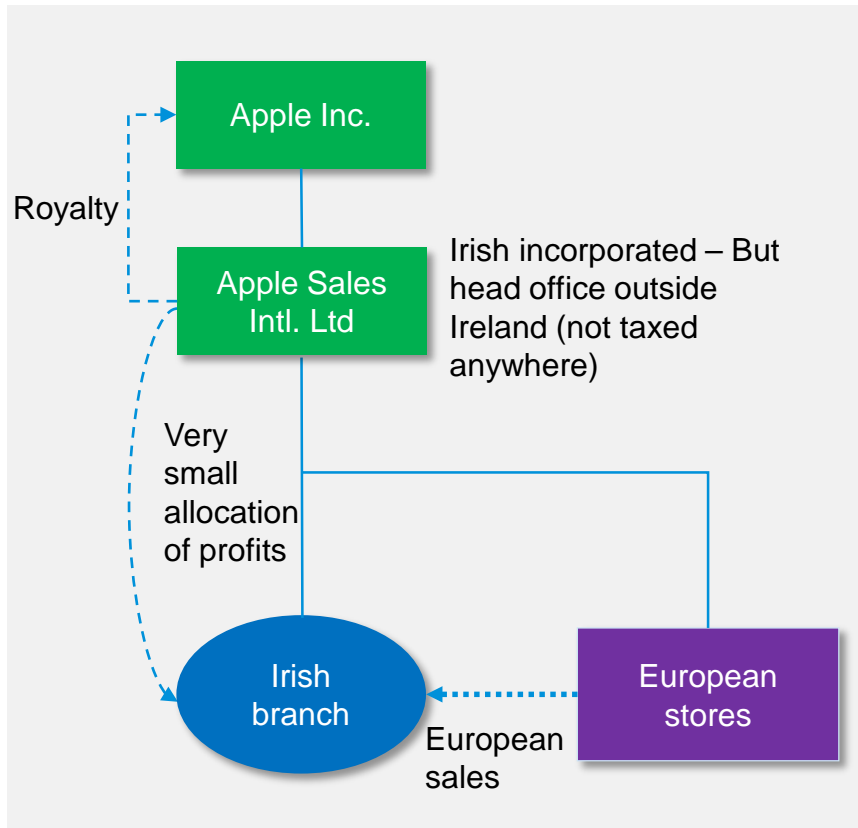 Apple Inc.
Royalty
Apple Sales
Intl. Ltd
Irish incorporated – But
head office outside
Ireland (not taxed
anywhere)
Very
small
allocation
of profits
Irish
branch
European
stores
European
sales